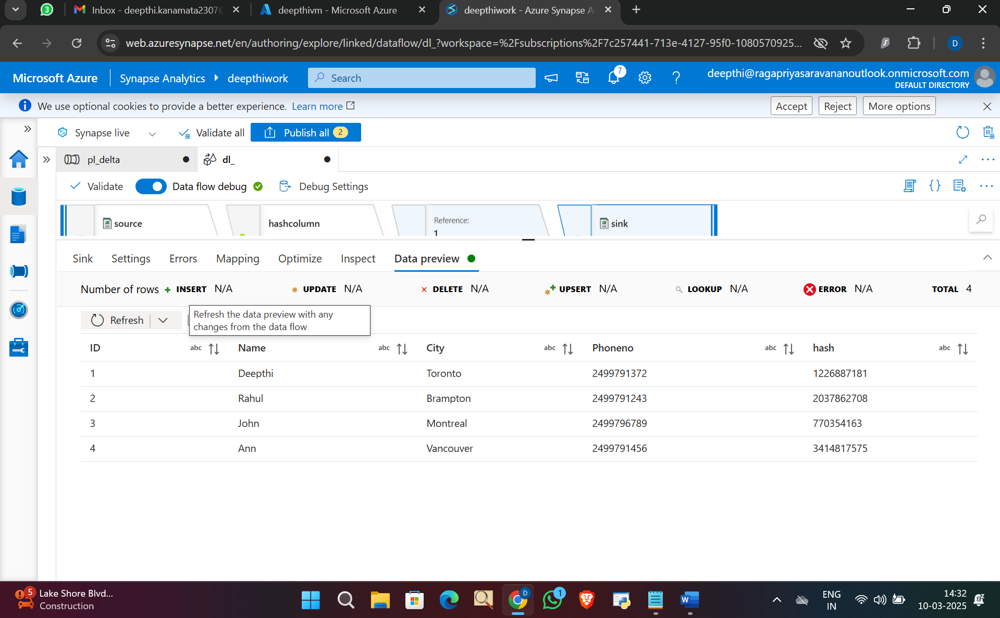 3
Inbox - deepthi.kanamata2307@
deepthivm - Microsoft Azure
deepthiwork - Azure Synapse A
web.azuresynapse.net/en/authoring/explore/linked/dataflow/dl_?workspace=%2Fsubscriptions%2F7c257441-713e-4127-95f0-1080570925...
D
Microsoft Azure
Synapse Analytics
deepthiwork
Search
7
deepthi@ragapriyasaravananoutlook.onmicrosoft.com
DEFAULT DIRECTORY
We use optional cookies to provide a better experience. Learn more
Accept
Reject
More options
Synapse live
Validate all
Publish all 2
pl_delta
dl_
Validate
Data flow debug
Debug Settings
source
hashcolumn
Reference:
1
sink
Sink
Settings
Errors
Mapping
Optimize
Inspect
Data preview
Number of rows
INSERT N/A
UPDATE N/A
DELETE N/A
UPSERT N/A
LOOKUP N/A
ERROR N/A
TOTAL 4
Refresh
Refresh the data preview with any
changes from the data flow
ID abc Name abc City abc Phoneno abc hash abc
1 Deepthi Toronto 2499791372 1226887181
2 Rahul Brampton 2499791243 2037862708
3 John Montreal 2499796789 770354163
4 Ann Vancouver 2499791456 3414817575
5
Lake Shore Blvd...
Construction
D
1
W
ENG
IN
14:32
10-03-2025